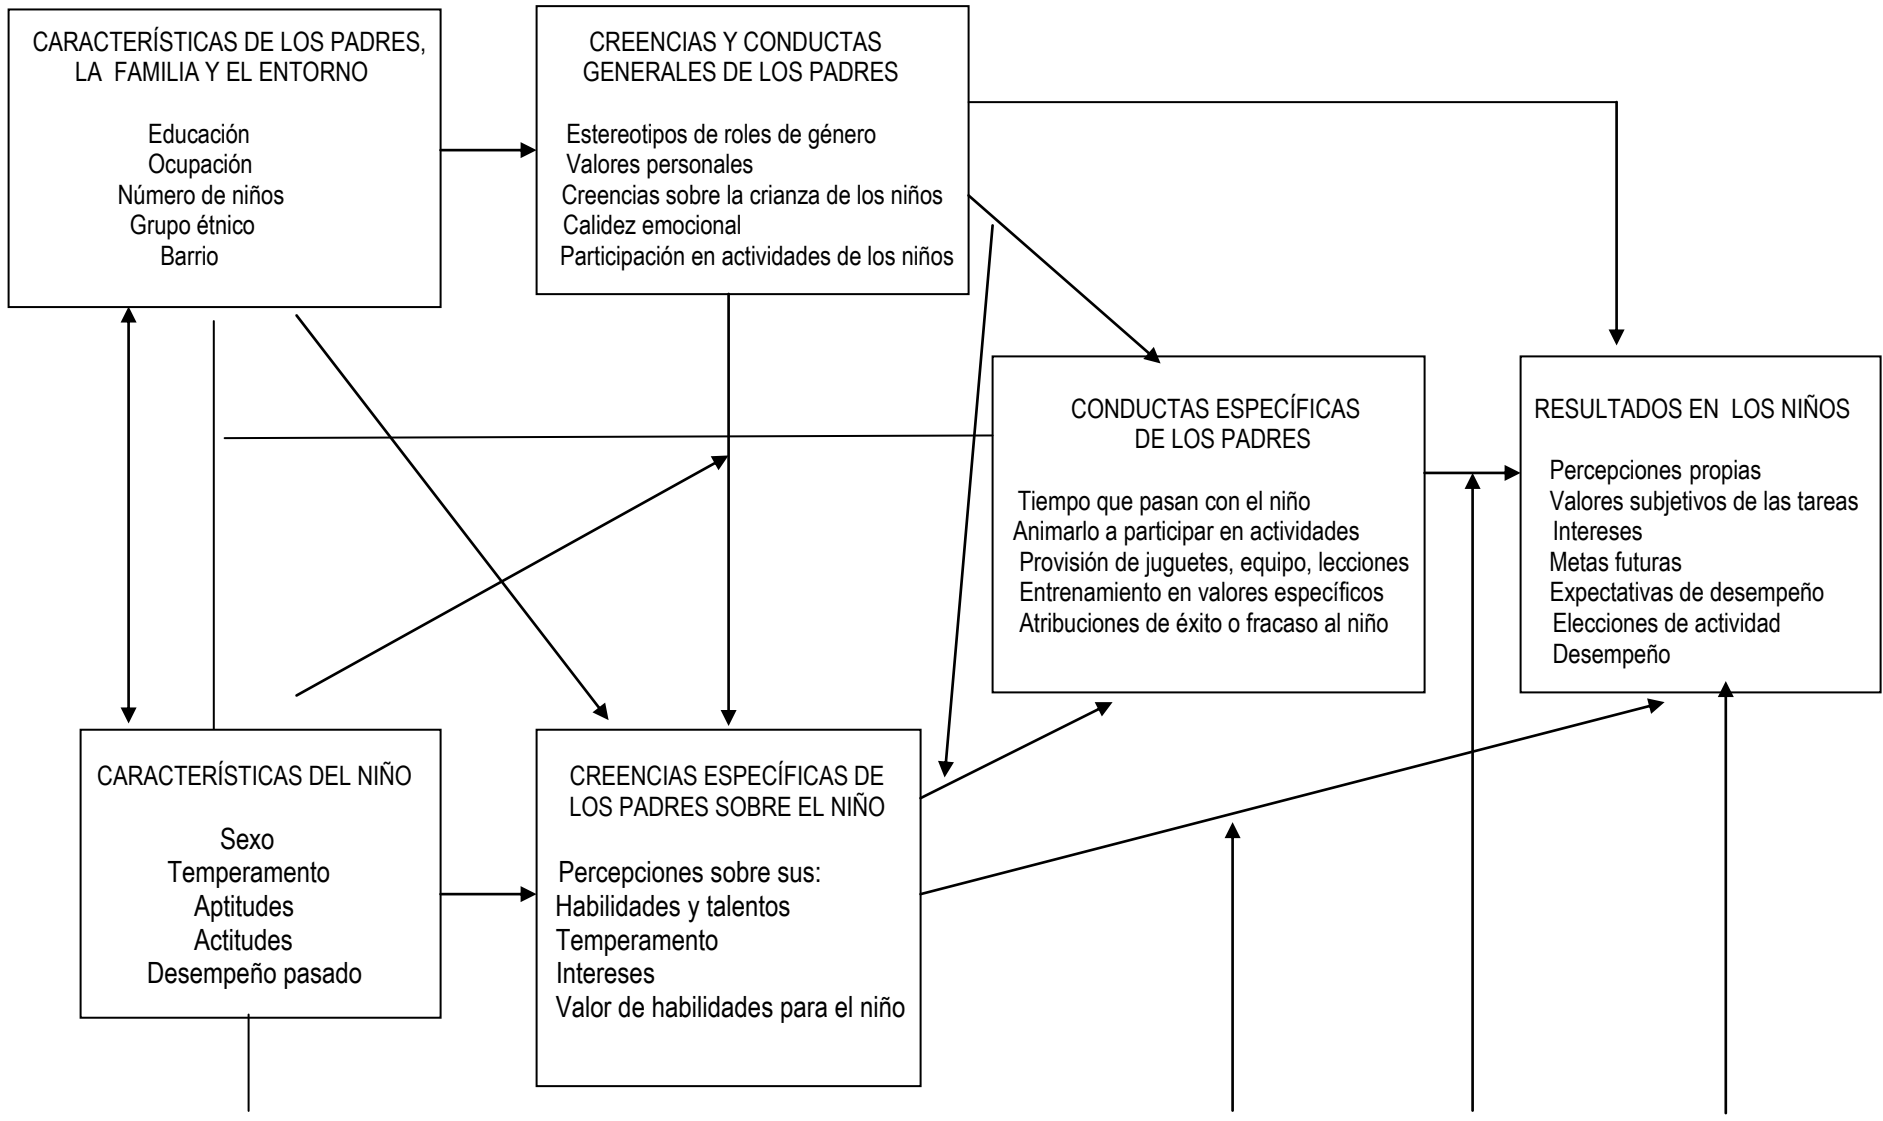 CARACTERÍSTICAS DE LOS PADRES,
LA FAMILIA Y EL ENTORNO
Educación
Ocupación
Número de niños
Grupo étnico
Barrio
CREENCIAS Y CONDUCTAS
GENERALES DE LOS PADRES
Estereotipos de roles de género
Valores personales
Creencias sobre la crianza de los niños
Calidez emocional
Participación en actividades de los niños
CONDUCTAS ESPECÍFICAS
DE LOS PADRES
Tiempo que pasan con el niño
Animarlo a participar en actividades
Provisión de juguetes, equipo, lecciones
Entrenamiento en valores específicos
Atribuciones de éxito o fracaso al niño
RESULTADOS EN LOS NIÑOS
Percepciones propias
Valores subjetivos de las tareas
Intereses
Metas futuras
Expectativas de desempeño
Elecciones de actividad
Desempeño
CARACTERÍSTICAS DEL NIÑO
Sexo
Temperamento
Aptitudes
Actitudes
Desempeño pasado
CREENCIAS ESPECÍFICAS DE
LOS PADRES SOBRE EL NIÑO
Percepciones sobre sus:
Habilidades y talentos
Temperamento
Intereses
Valor de habilidades para el niño